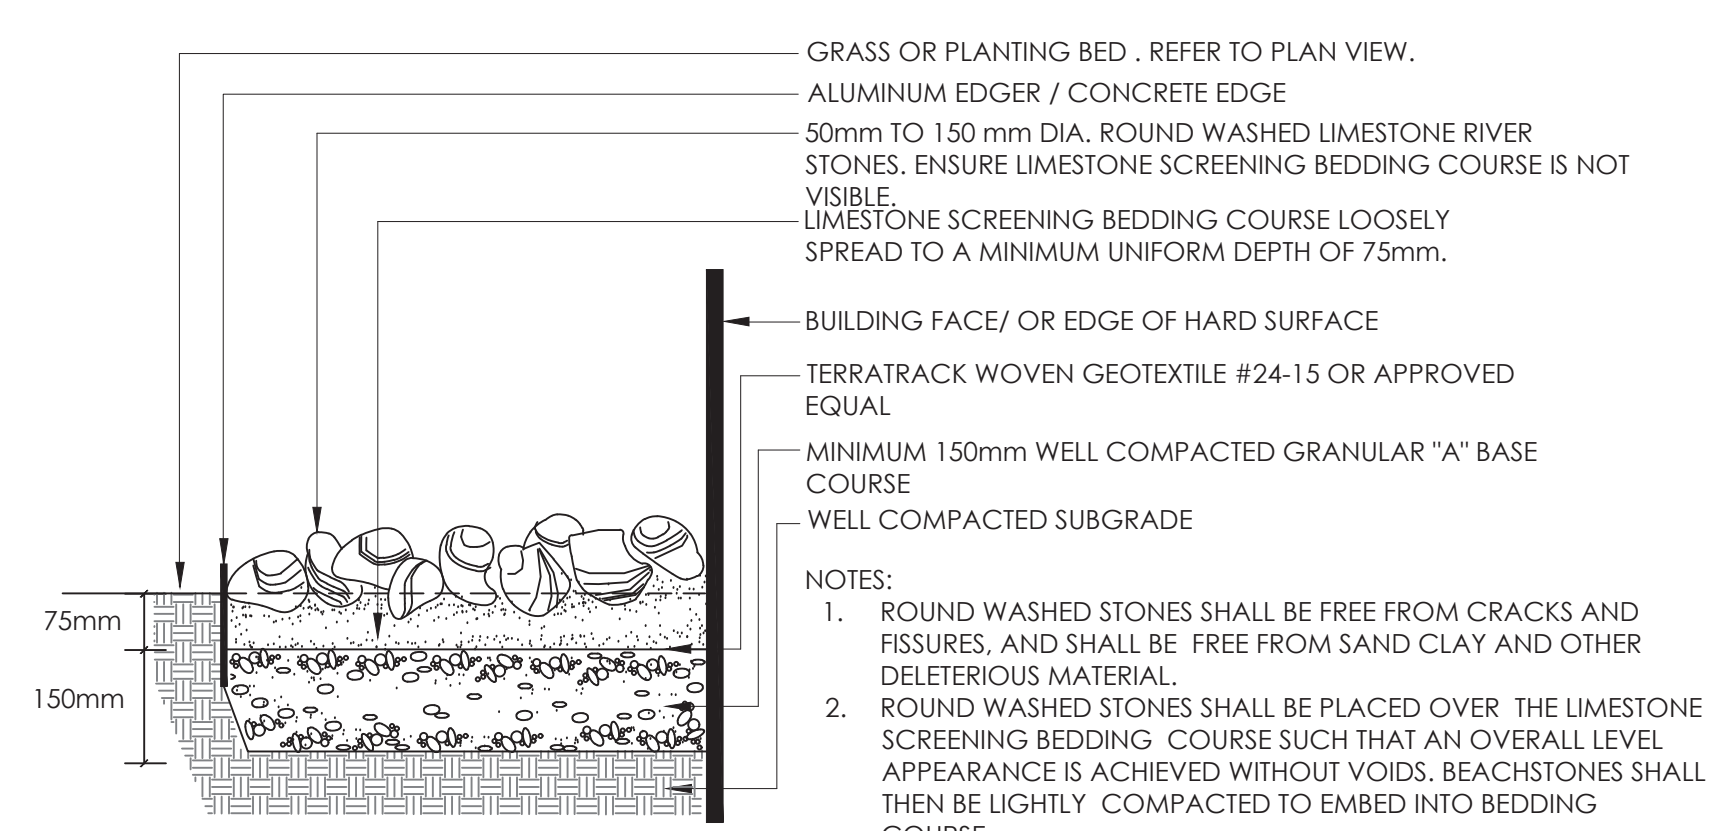 GRASS OR PLANTING BED . REFER TO PLAN VIEW.
ALUMINUM EDGER / CONCRETE EDGE
50mm TO 150 mm DIA. ROUND WASHED LIMESTONE RIVER
STONES. ENSURE LIMESTONE SCREENING BEDDING COURSE IS NOT
VISIBLE.
LIMESTONE SCREENING BEDDING COURSE LOOSELY
SPREAD TO A MINIMUM UNIFORM DEPTH OF 75mm.
BUILDING FACE/ OR EDGE OF HARD SURFACE
TERRATRACK WOVEN GEOTEXTILE #24-15 OR APPROVED
EQUAL
MINIMUM 150mm WELL COMPACTED GRANULAR "A" BASE
COURSE
WELL COMPACTED SUBGRADE
75mm
150mm
NOTES:
1. ROUND WASHED STONES SHALL BE FREE FROM CRACKS AND
FISSURES, AND SHALL BE FREE FROM SAND CLAY AND OTHER
DELETERIOUS MATERIAL.
2. ROUND WASHED STONES SHALL BE PLACED OVER THE LIMESTONE
SCREENING BEDDING COURSE SUCH THAT AN OVERALL LEVEL
APPEARANCE IS ACHIEVED WITHOUT VOIDS. BEACHSTONES SHALL
THEN BE LIGHTLY COMPACTED TO EMBED INTO BEDDING